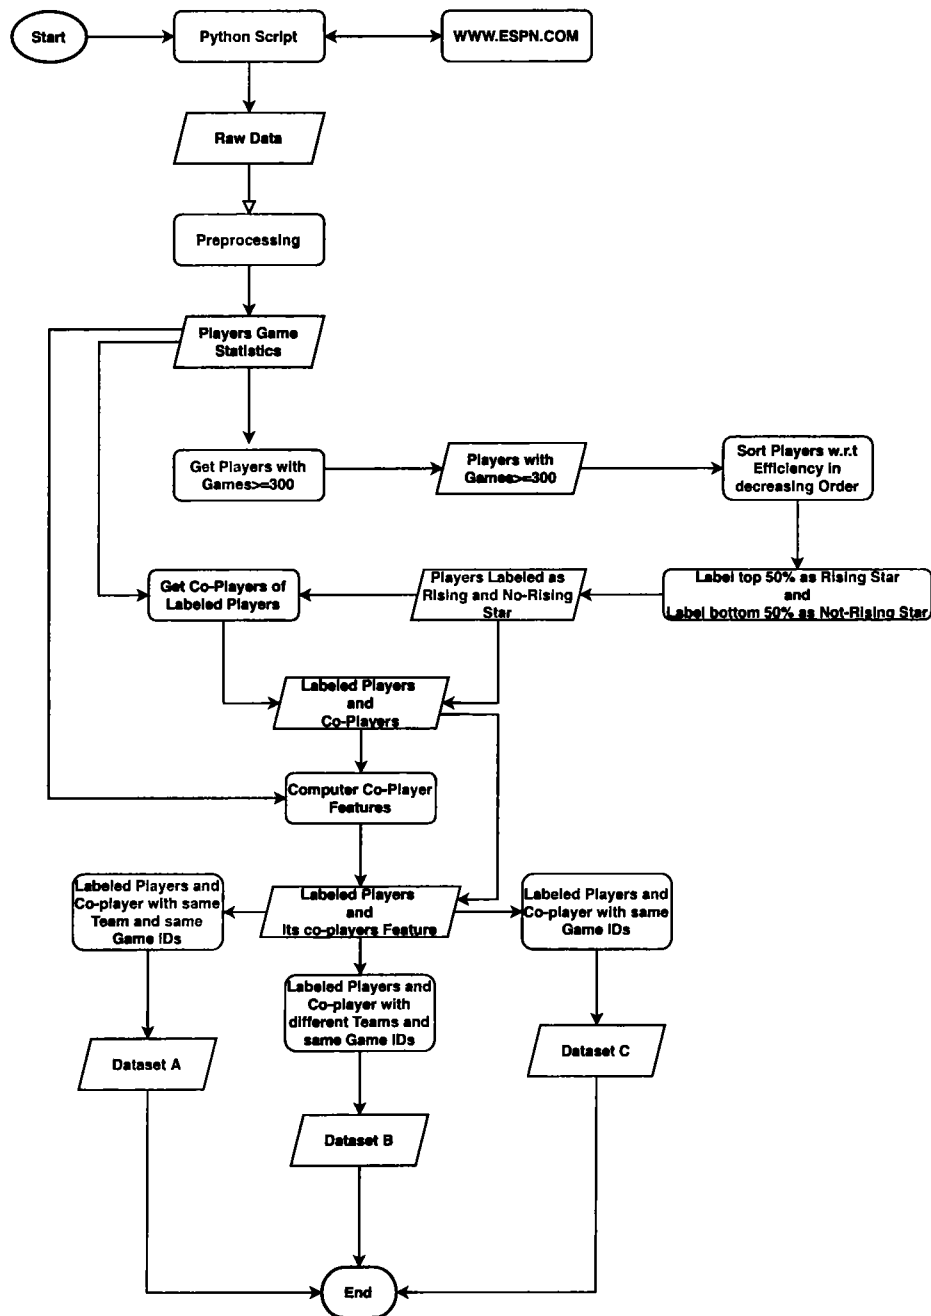 Start
Python Script
WWW.ESPN.COM
Raw Data
Preprocessing
Players Game
Statistics
Get Players with
Games>=300
Players with
Games>=300
Sort Players w.r.t
Efficiency in
decreasing Order
Get Co-Players of
Labeled Players
Players Labeled as
Rising and No-Rising
Star
Label top 50% as Rising Star
and
Label bottom 50% as Not-Rising Star
Labeled Players
and
Co-Players
Computer Co-Player
Features
Labeled Players and
Co-player with same
Team and same
Game IDs
Labeled Players
and
Its co-players Feature
Labeled Players and
Co-player with same
Game IDs
Labeled Players and
Co-player with
different Teams and
same Game IDs
Dataset A
Dataset C
Dataset B
End